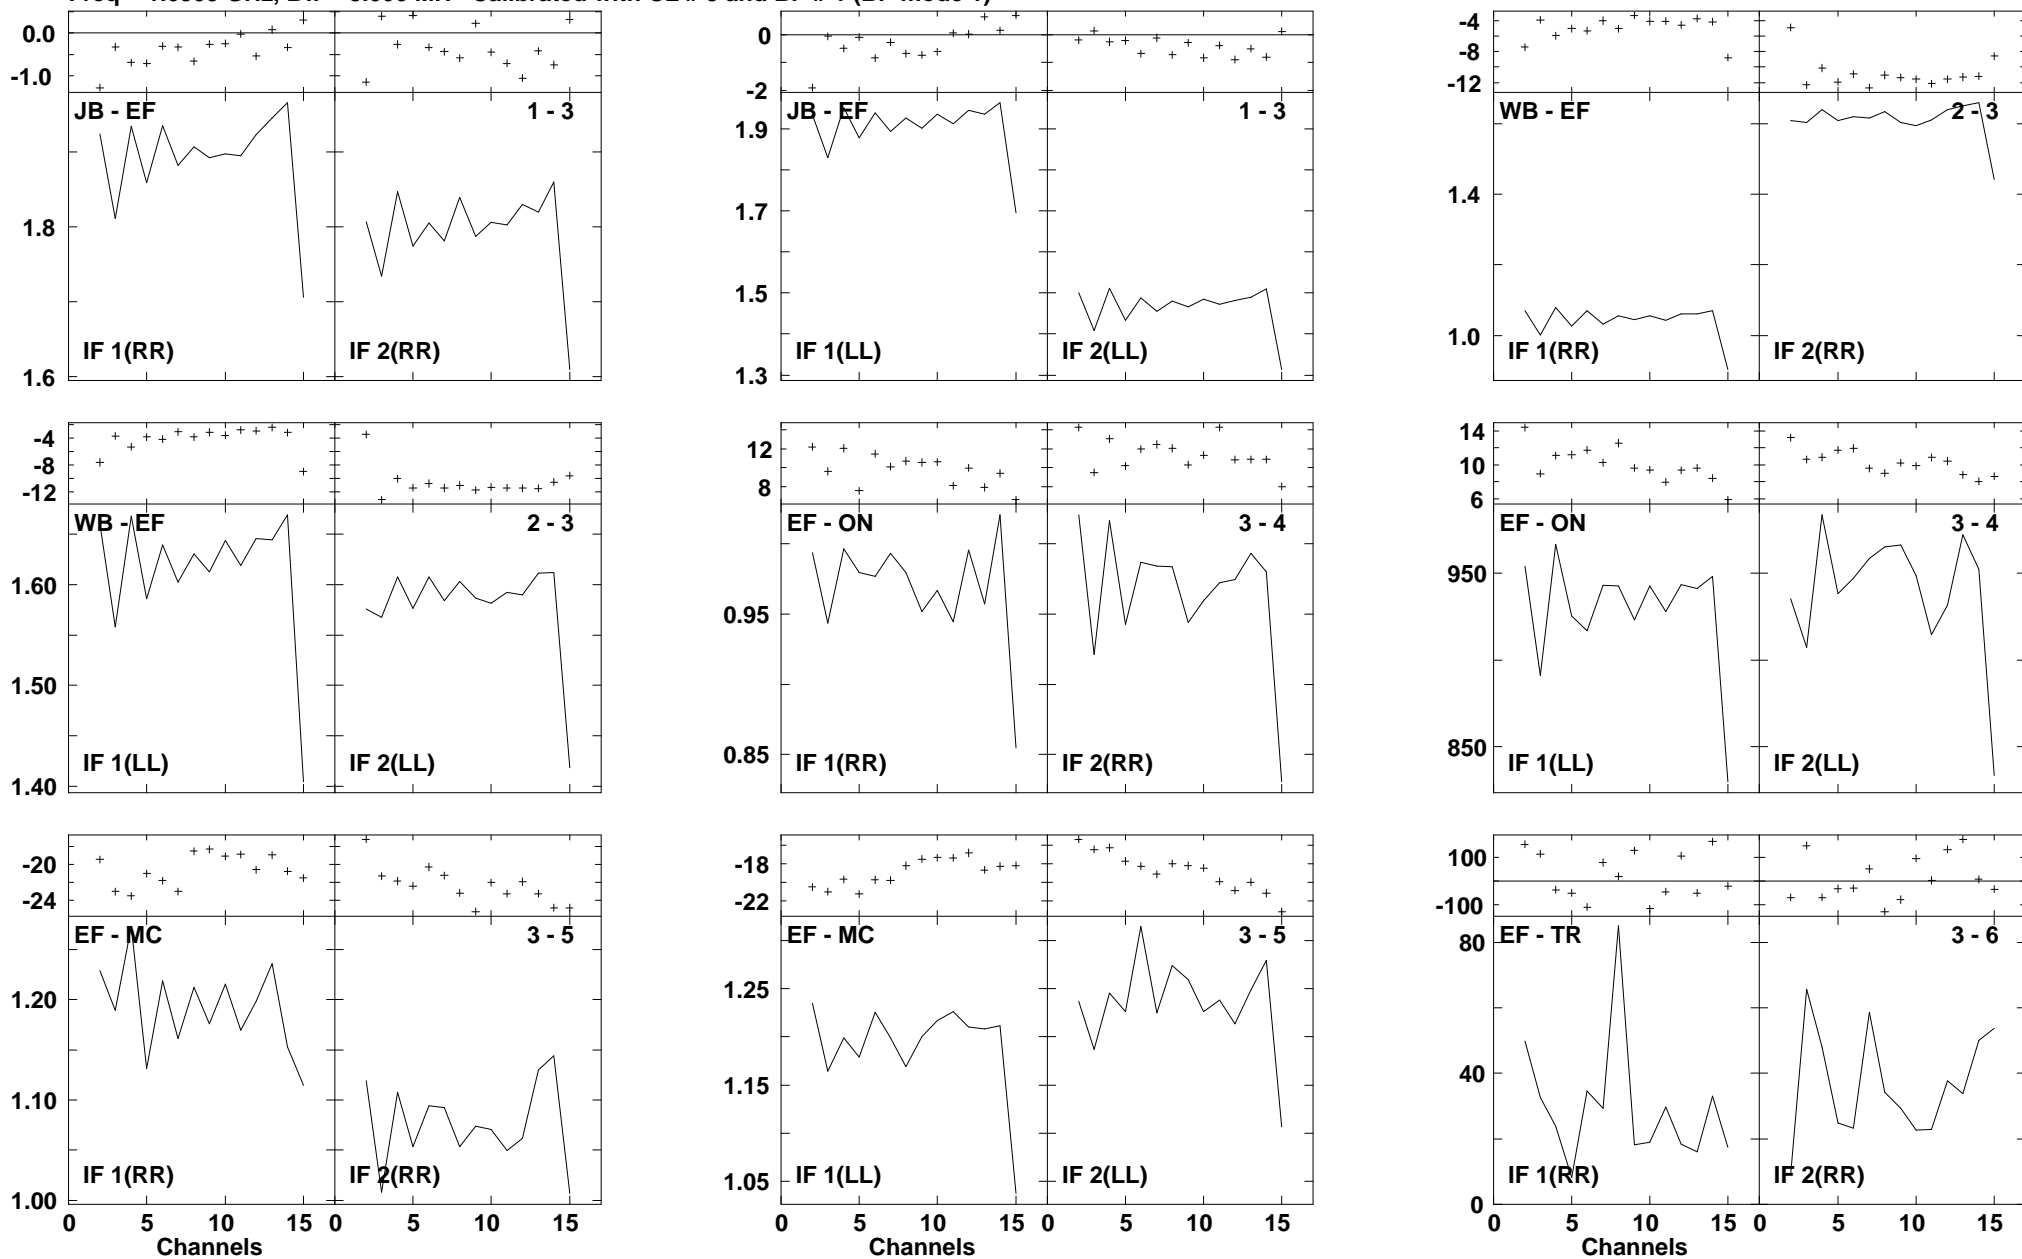 0.0
-1.0
JB - EF
1 - 3
1.8
1.6
IF 1(RR)
IF 2(RR)
0
-2
JB - EF
1 - 3
1.9
1.7
1.5
1.3
IF 1(LL)
IF 2(LL)
-4
-8
-12
WB - EF
2 - 3
1.4
1.0
IF 1(RR)
IF 2(RR)
-4
-8
-12
WB - EF
2 - 3
1.60
1.50
1.40
IF 1(LL)
IF 2(LL)
12
8
EF - ON
3 - 4
0.95
0.85
IF 1(RR)
IF 2(RR)
14
10
6
EF - ON
3 - 4
950
850
IF 1(LL)
IF 2(LL)
-20
-24
EF - MC
3 - 5
1.20
1.10
1.00
IF 1(RR)
IF 2(RR)
0 5 10 15 0 5 10 15
Channels
-18
-22
EF - MC
3 - 5
1.25
1.15
1.05
IF 1(LL)
IF 2(LL)
0 5 10 15 0 5 10 15
Channels
100
-100
EF - TR
3 - 6
80
40
0
IF 1(RR)
IF 2(RR)
0 5 10 15 0 5 10 15
Channels